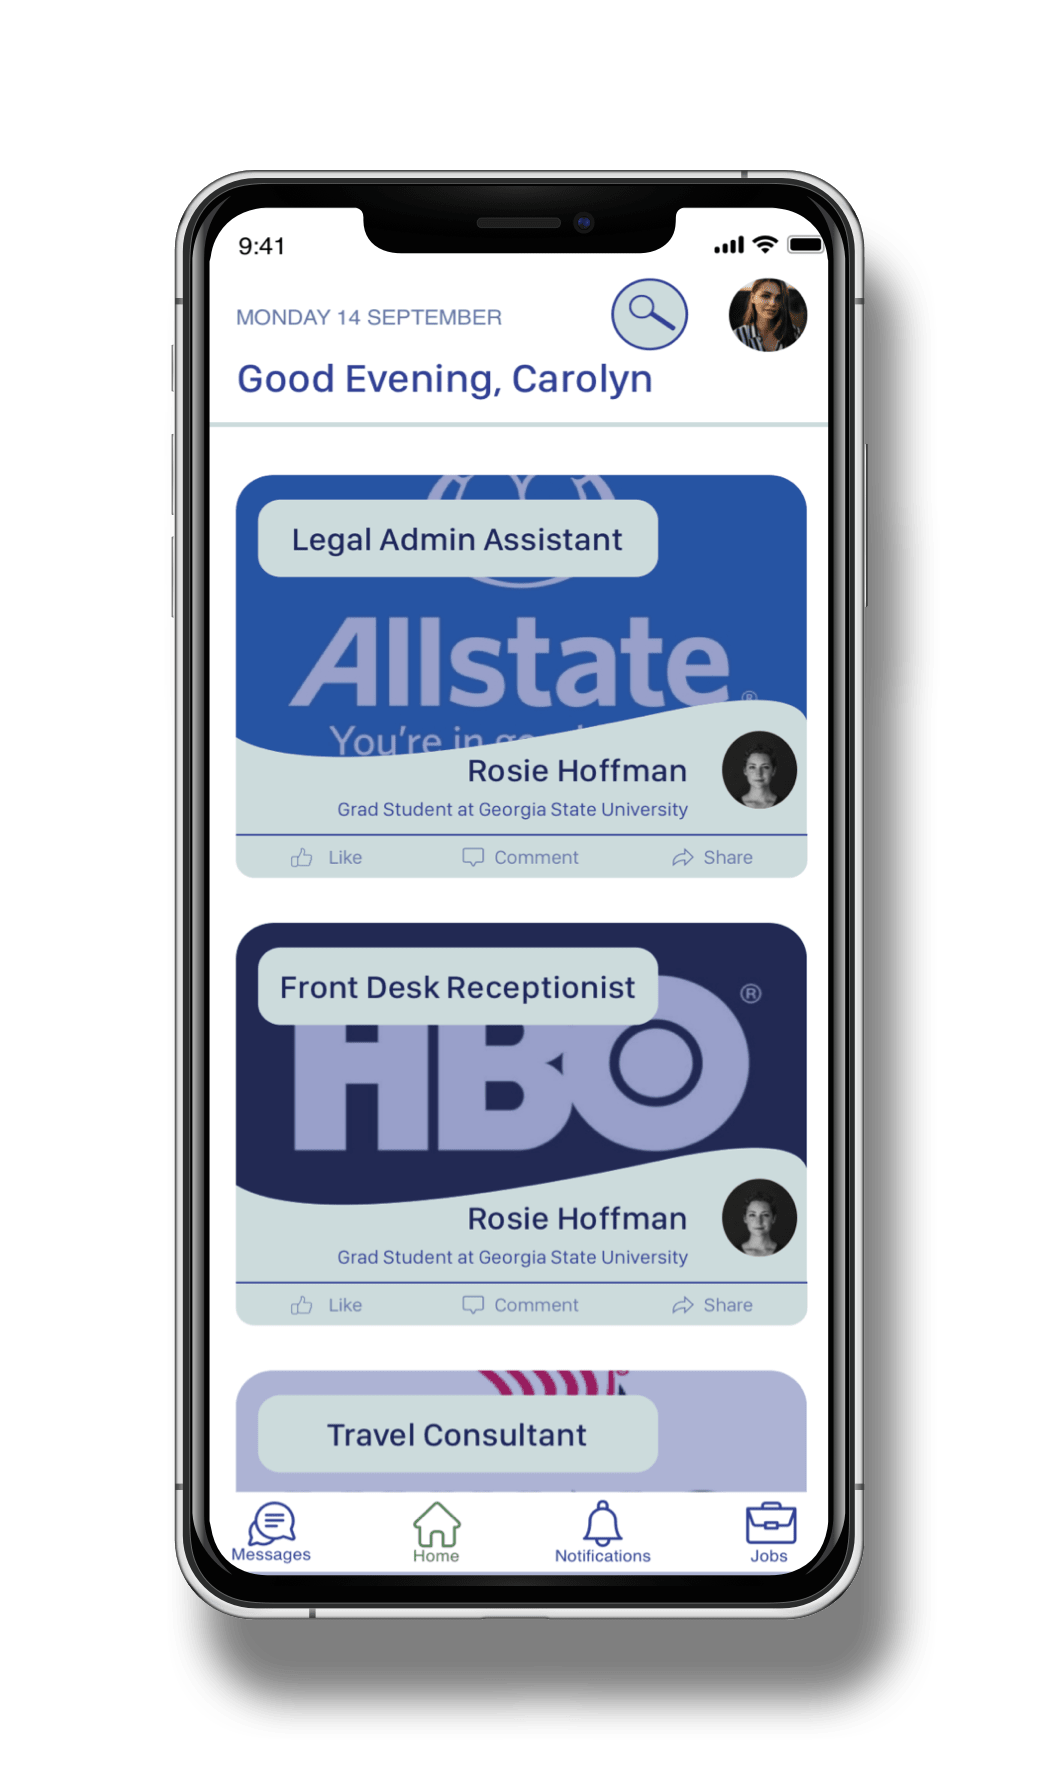 9:41
MONDAY 14 SEPTEMBER
Good Evening, Carolyn
Legal Admin Assistant
Allstate®
You're in
Rosie Hoffman
Grad Student at Georgia State University
Like Comment Share
Front Desk Receptionist
HBO®
Rosie Hoffman
Grad Student at Georgia State University
Like Comment Share
Travel Consultant
Messages Home Notifications Jobs